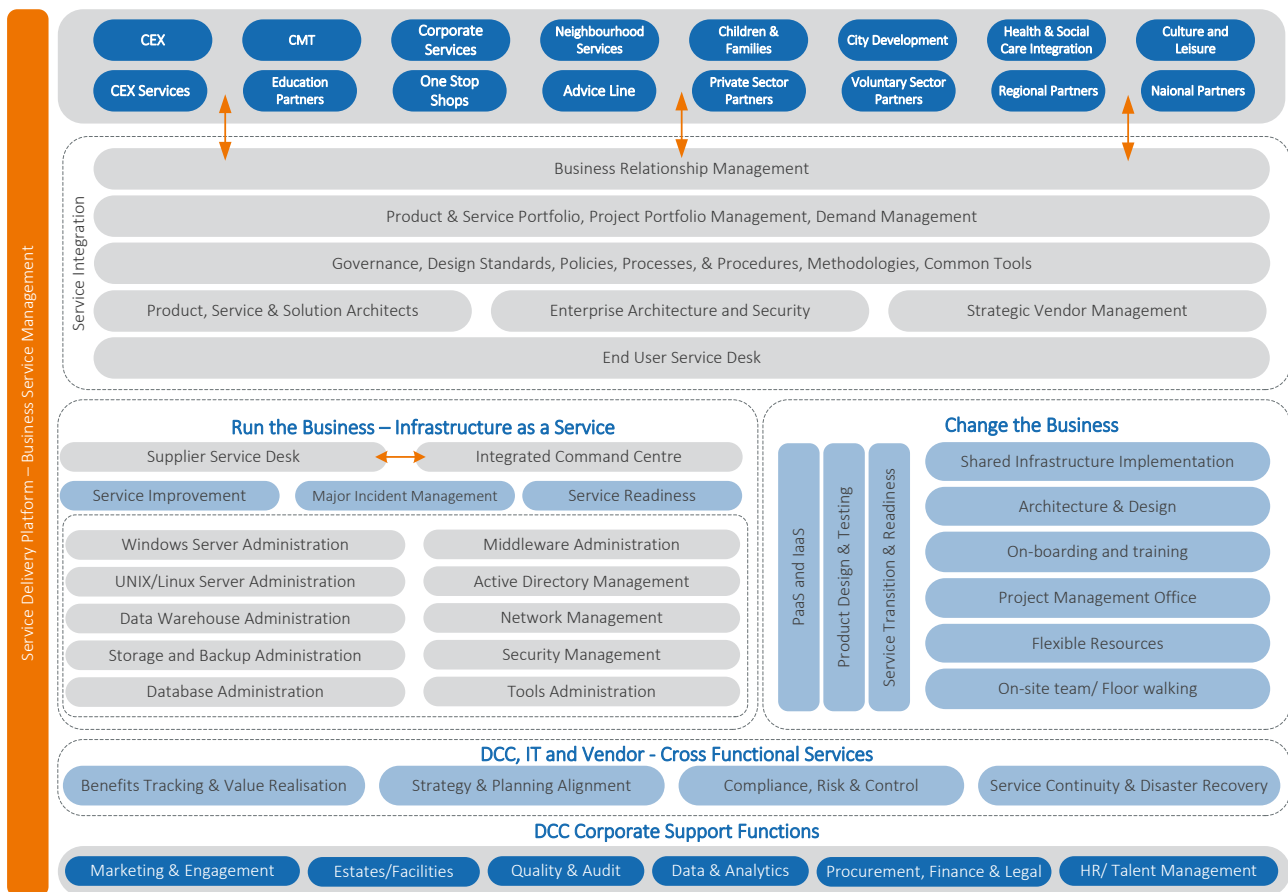 Service Delivery Platform – Business Service Management
CEX
CMT
Corporate
Services
Neighbourhood
Services
Children &
Families
City Development
Health & Social
Care Integration
Culture and
Leisure
CEX Services
Education
Partners
One Stop
Shops
Advice Line
Private Sector
Partners
Voluntary Sector
Partners
Regional Partners
Naional Partners
Service Integration
Business Relationship Management
Product & Service Portfolio, Project Portfolio Management, Demand Management
Governance, Design Standards, Policies, Processes, & Procedures, Methodologies, Common Tools
Product, Service & Solution Architects
Enterprise Architecture and Security
Strategic Vendor Management
End User Service Desk
Run the Business – Infrastructure as a Service
Supplier Service Desk
Integrated Command Centre
Service Improvement
Major Incident Management
Service Readiness
Windows Server Administration
Middleware Administration
UNIX/Linux Server Administration
Active Directory Management
Data Warehouse Administration
Network Management
Storage and Backup Administration
Security Management
Database Administration
Tools Administration
Change the Business
PaaS and IaaS
Product Design & Testing
Service Transition & Readiness
Shared Infrastructure Implementation
Architecture & Design
On-boarding and training
Project Management Office
Flexible Resources
On-site team/ Floor walking
DCC, IT and Vendor - Cross Functional Services
Benefits Tracking & Value Realisation
Strategy & Planning Alignment
Compliance, Risk & Control
Service Continuity & Disaster Recovery
DCC Corporate Support Functions
Marketing & Engagement
Estates/Facilities
Quality & Audit
Data & Analytics
Procurement, Finance & Legal
HR/ Talent Management